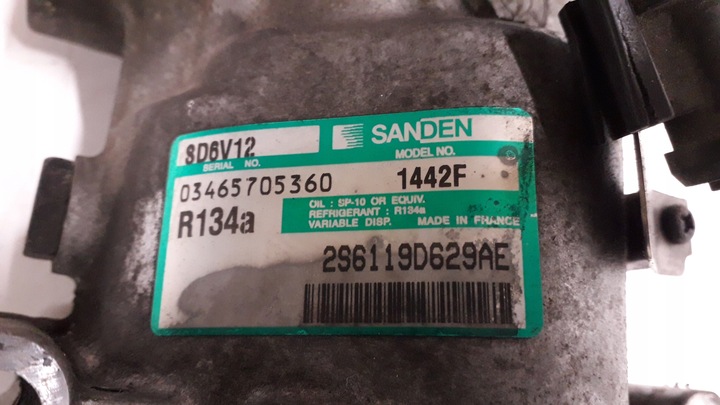 SD6V12 SANDEN
SERIAL NO. MODEL NO.
03465705360 1442F
R134a
OIL : SP-10 OR EQUIV.
REFRIGERANT : R134a
VARIABLE DISP. MADE IN FRANCE
2S6119D629AE